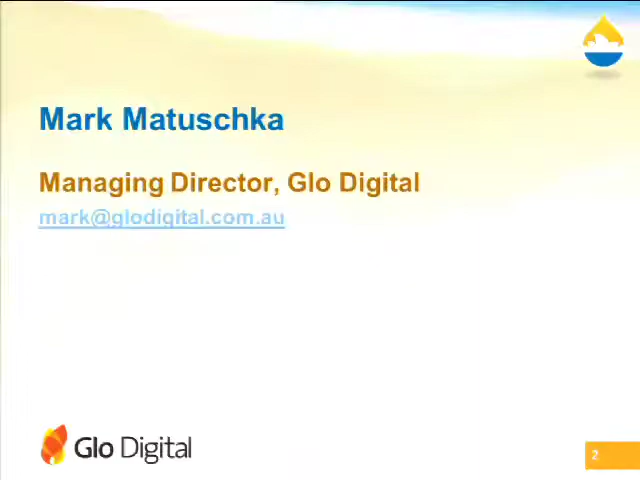 Mark Matuschka
Managing Director, Glo Digital
mark@glodigital.com.au
Glo Digital
2